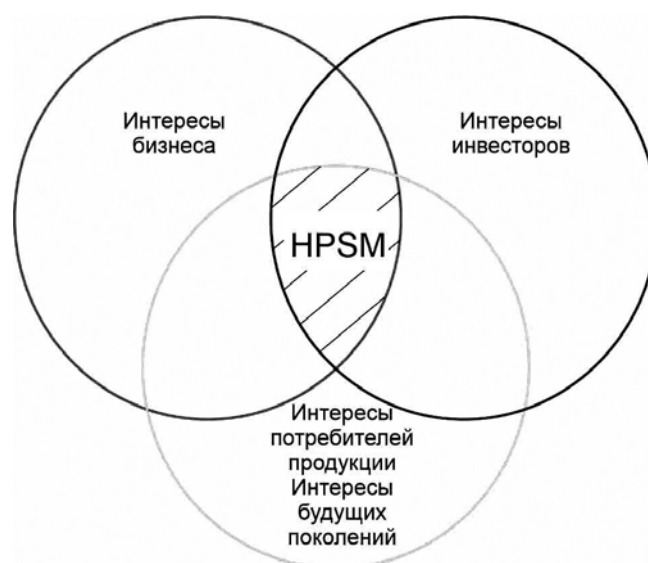 Интересы
бизнеса
Интересы
инвесторов
HPSM
Интересы
потребителей
продукции
Интересы
будущих
поколений